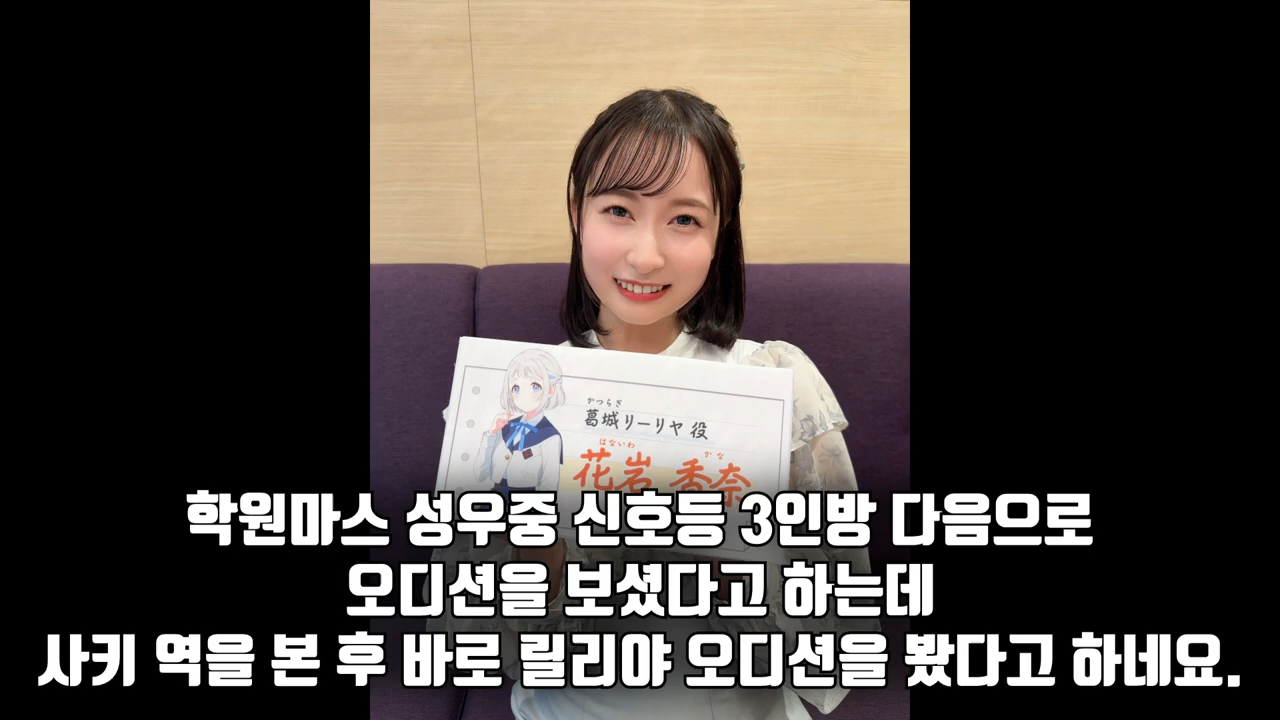 かつらぎ
葛城リーリヤ 役
はないわ かな
花岩 香奈
학원마스 성우중 신호등 3인방 다음으로
오디션을 보셨다고 하는데
사키 역을 본 후 바로 릴리야 오디션을 봤다고 하네요.